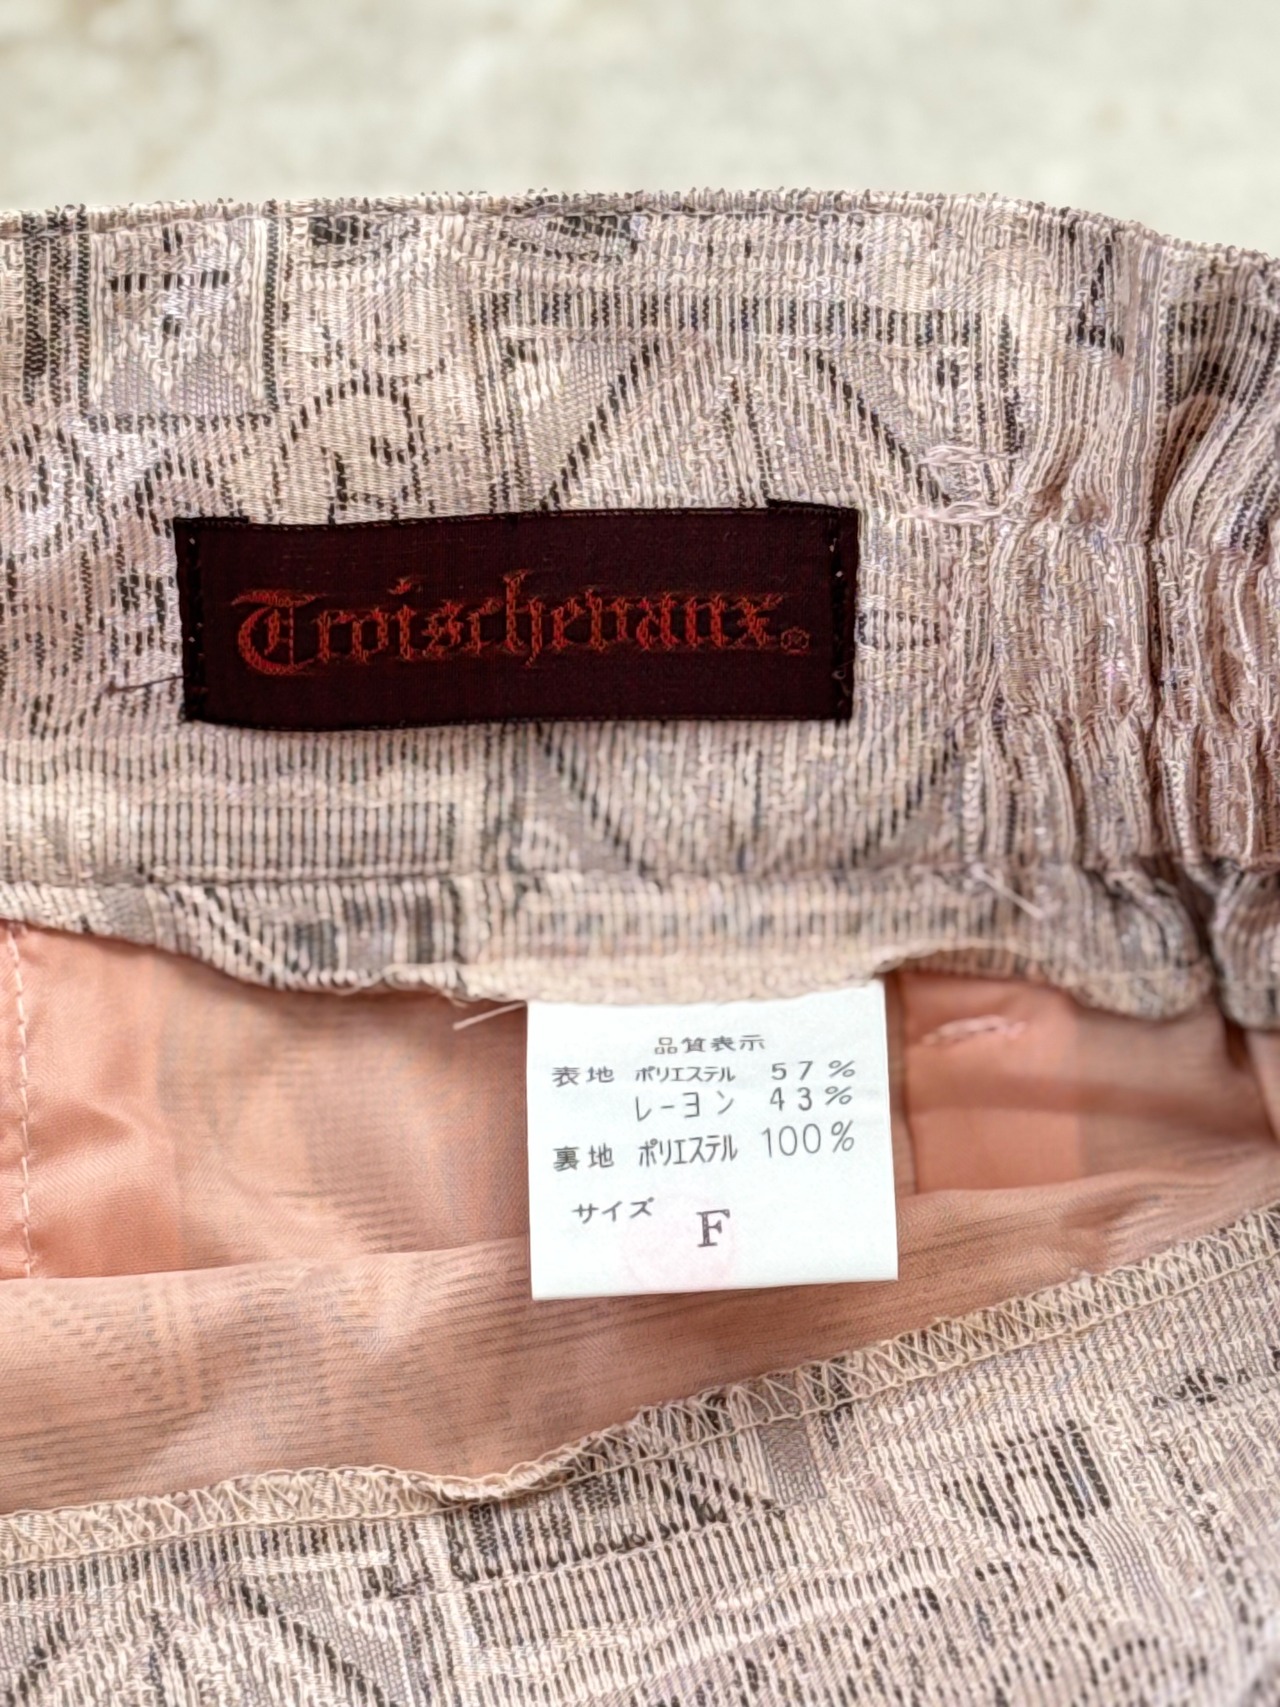 Troischevaux®
品質表示
表地 ポリエステル 57%
レーヨン 43%
裏地 ポリエステル 100%
サイズ F